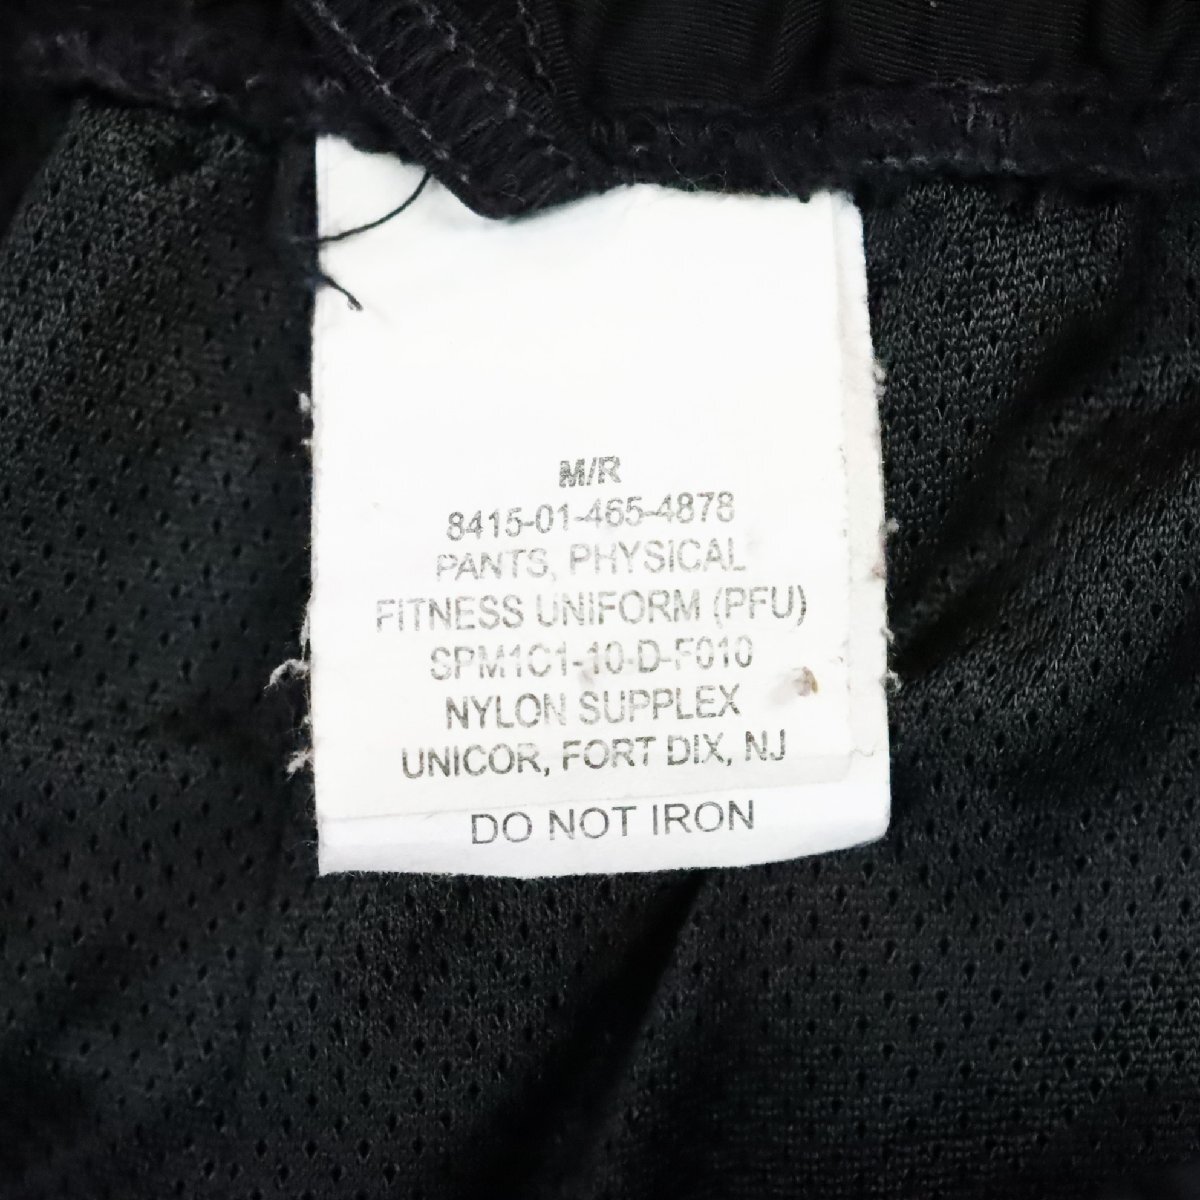 M/R
8415-01-465-4878
PANTS, PHYSICAL
FITNESS UNIFORM (PFU)
SPM1C1-10-D-F010
NYLON SUPPLEX
UNICOR, FORT DIX, NJ
DO NOT IRON